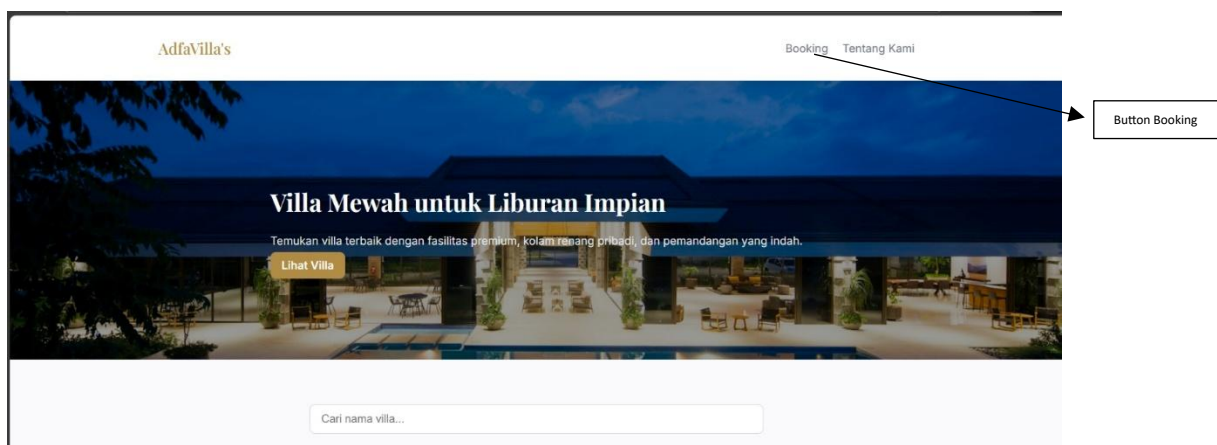 AdfaVilla's
Booking Tentang Kami
Button Booking
Villa Mewah untuk Liburan Impian
Temukan villa terbaik dengan fasilitas premium, kolam renang pribadi, dan pemandangan yang indah.
Lihat Villa
Cari nama villa...